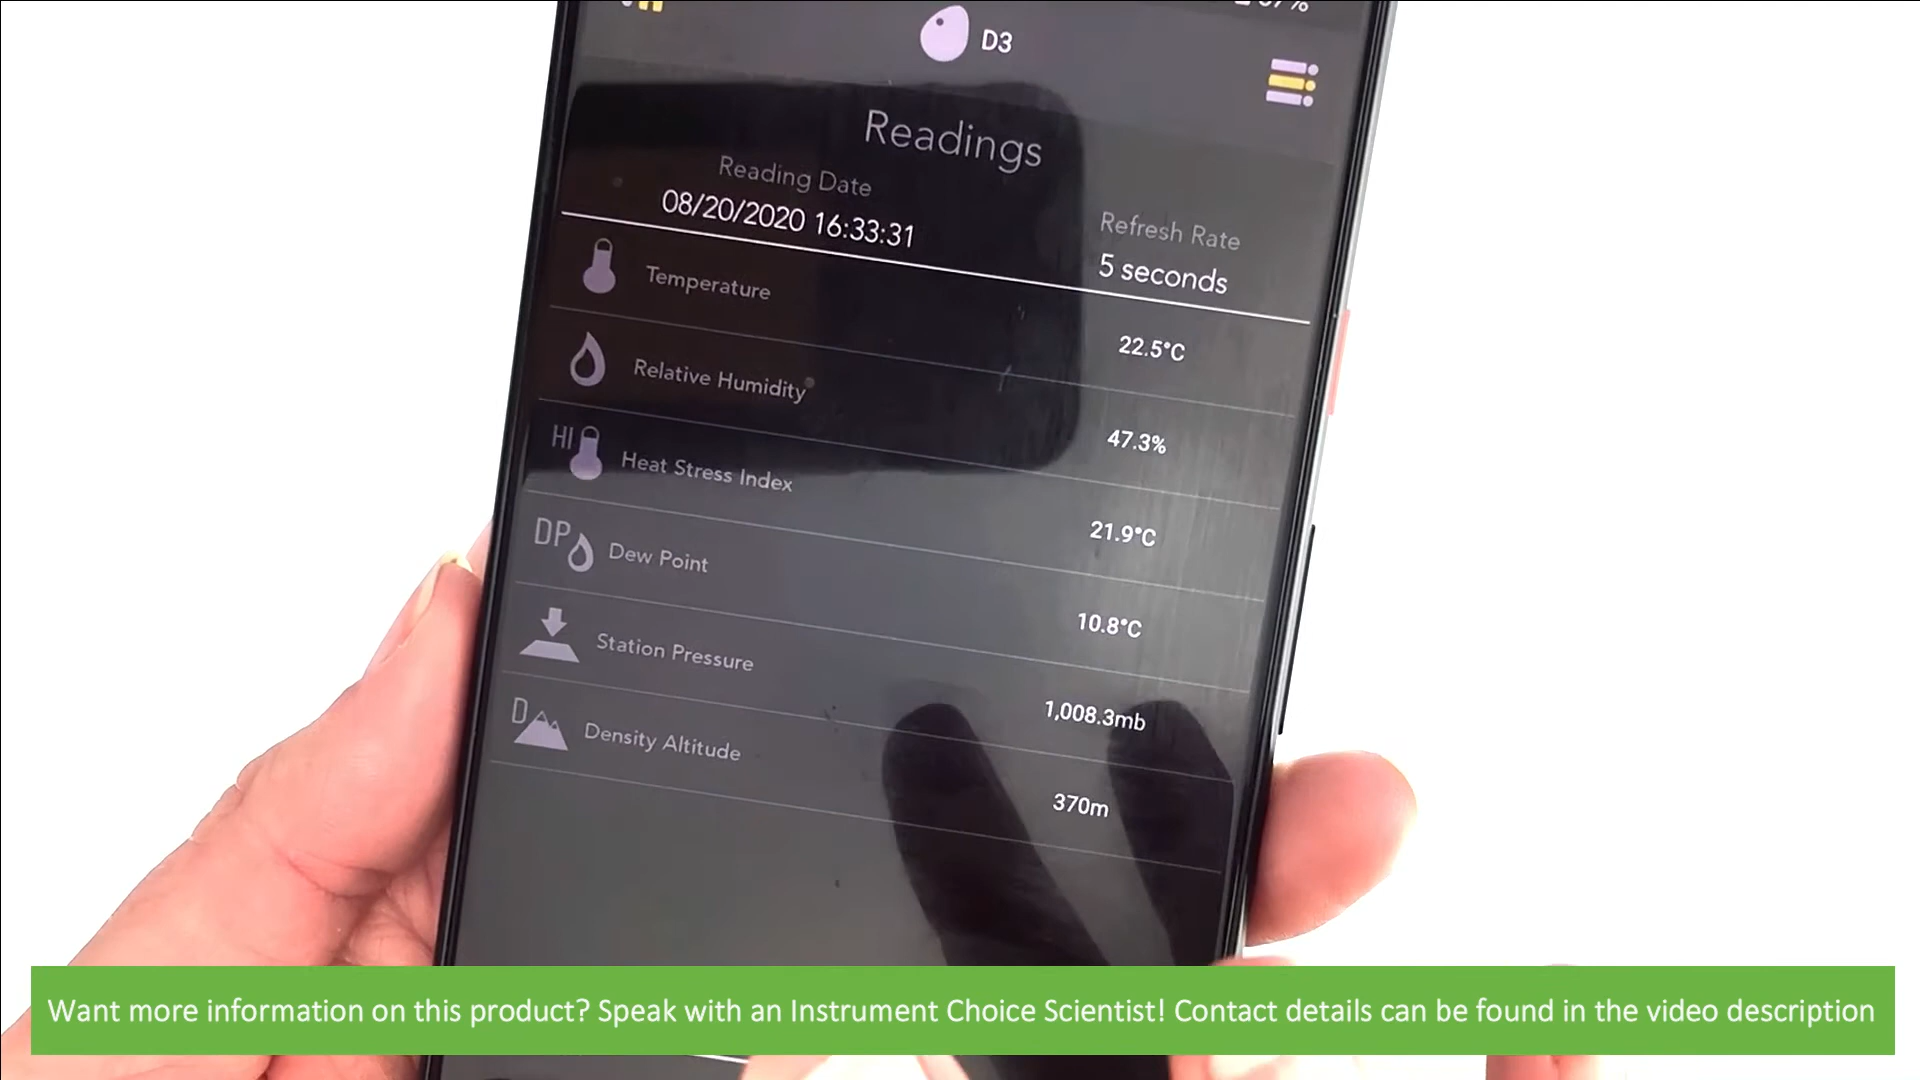 D3
Readings
Reading Date
08/20/2020 16:33:31
Refresh Rate
5 seconds
Temperature
22.5°C
Relative Humidity
47.3%
HI
Heat Stress Index
21.9°C
DP
Dew Point
10.8°C
Station Pressure
1,008.3mb
D
Density Altitude
370m
Want more information on this product? Speak with an Instrument Choice Scientist! Contact details can be found in the video description